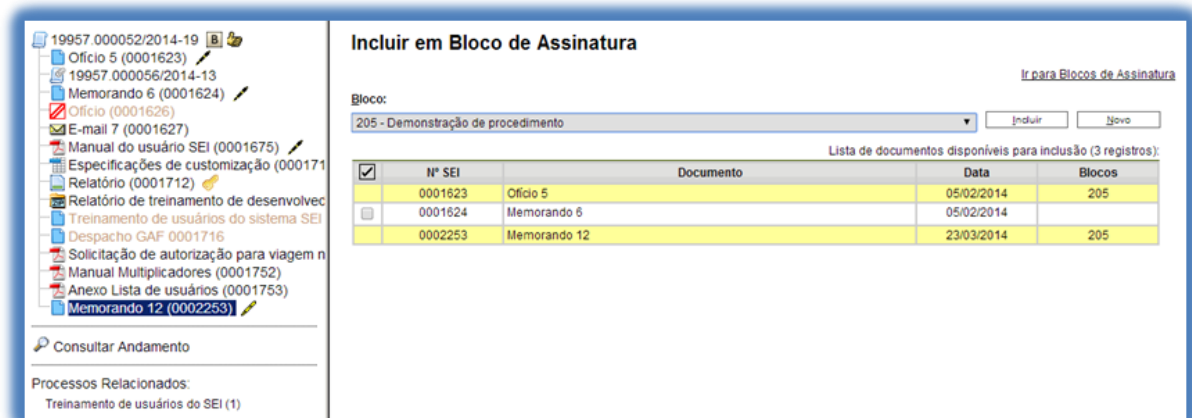 19957.000052/2014-19 B
Ofício 5 (0001623)
19957.000056/2014-13
Memorando 6 (0001624)
Ofício (0001626)
E-mail 7 (0001627)
Manual do usuário SEI (0001675)
Especificações de customização (000171
Relatório (0001712)
Relatório de treinamento de desenvolvec
Treinamento de usuários do sistema SEI
Despacho GAF 0001716
Solicitação de autorização para viagem n
Manual Multiplicadores (0001752)
Anexo Lista de usuários (0001753)
Memorando 12 (0002253)
Consultar Andamento
Processos Relacionados:
Treinamento de usuários do SEI (1)
Incluir em Bloco de Assinatura
Ir para Blocos de Assinatura
Bloco:
205 - Demonstração de procedimento Incluir Novo
Lista de documentos disponíveis para inclusão (3 registros):
Nº SEI Documento Data Blocos
0001623 Ofício 5 05/02/2014 205
0001624 Memorando 6 05/02/2014
0002253 Memorando 12 23/03/2014 205